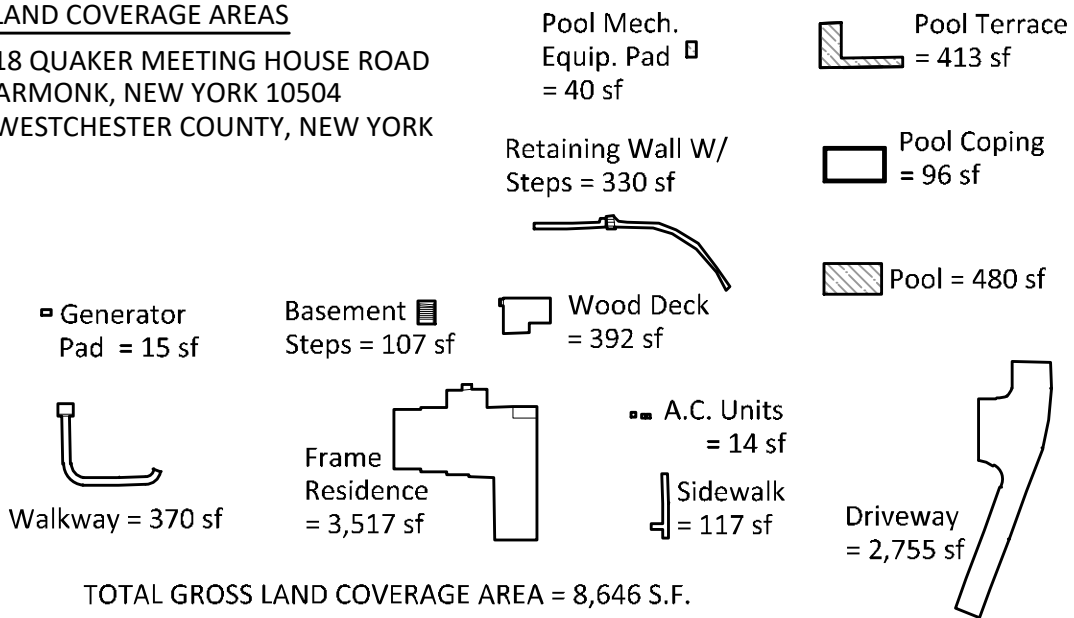 LAND COVERAGE AREAS
18 QUAKER MEETING HOUSE ROAD
ARMONK, NEW YORK 10504
WESTCHESTER COUNTY, NEW YORK
Pool Mech.
Equip. Pad
= 40 sf
Pool Terrace
= 413 sf
Retaining Wall W/
Steps = 330 sf
Pool Coping
= 96 sf
Pool = 480 sf
Generator
Pad = 15 sf
Basement
Steps = 107 sf
Wood Deck
= 392 sf
Walkway = 370 sf
Frame
Residence
= 3,517 sf
A.C. Units
= 14 sf
Sidewalk
= 117 sf
Driveway
= 2,755 sf
TOTAL GROSS LAND COVERAGE AREA = 8,646 S.F.